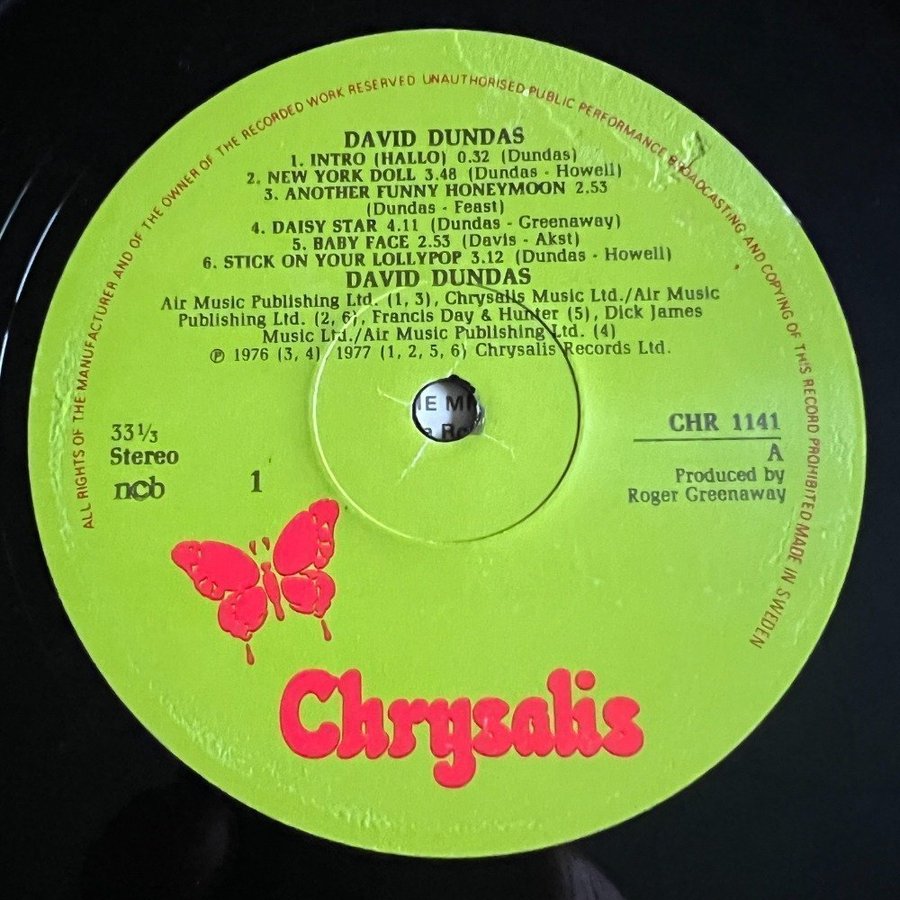 ALL RIGHTS OF THE MANUFACTURER AND OF THE OWNER OF THE RECORDED WORK RESERVED UNAUTHORISED PUBLIC PERFORMANCE BROADCASTING AND COPYING OF THIS RECORD PROHIBITED MADE IN SWEDEN
DAVID DUNDAS
1. INTRO (HALLO) 0.32 (Dundas)
2. NEW YORK DOLL 3.48 (Dundas - Howell)
3. ANOTHER FUNNY HONEYMOON 2.53
(Dundas - Feast)
4. DAISY STAR 4.11 (Dundas - Greenaway)
5. BABY FACE 2.53 (Davis - Akst)
6. STICK ON YOUR LOLLYPOP 3.12 (Dundas - Howell)
DAVID DUNDAS
Air Music Publishing Ltd. (1, 3), Chrysalis Music Ltd./Air Music
Publishing Ltd. (2, 6), Francis Day & Hunter (5), Dick James
Music Ltd./Air Music Publishing Ltd. (4)
℗ 1976 (3, 4) 1977 (1, 2, 5, 6) Chrysalis Records Ltd.
33 1/3
Stereo
ncb
1
CHR 1141
A
Produced by
Roger Greenaway
Chrysalis